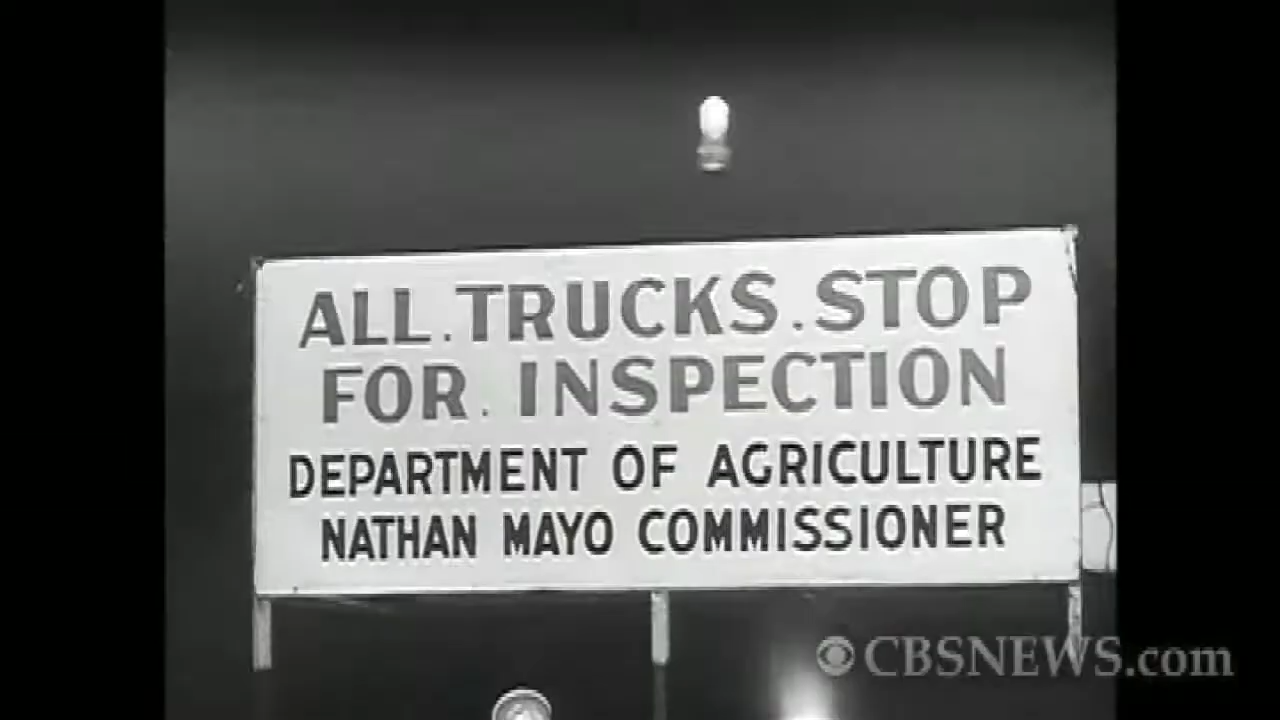 ALL. TRUCKS. STOP
FOR. INSPECTION
DEPARTMENT OF AGRICULTURE
NATHAN MAYO COMMISSIONER
CBSNEWS.com